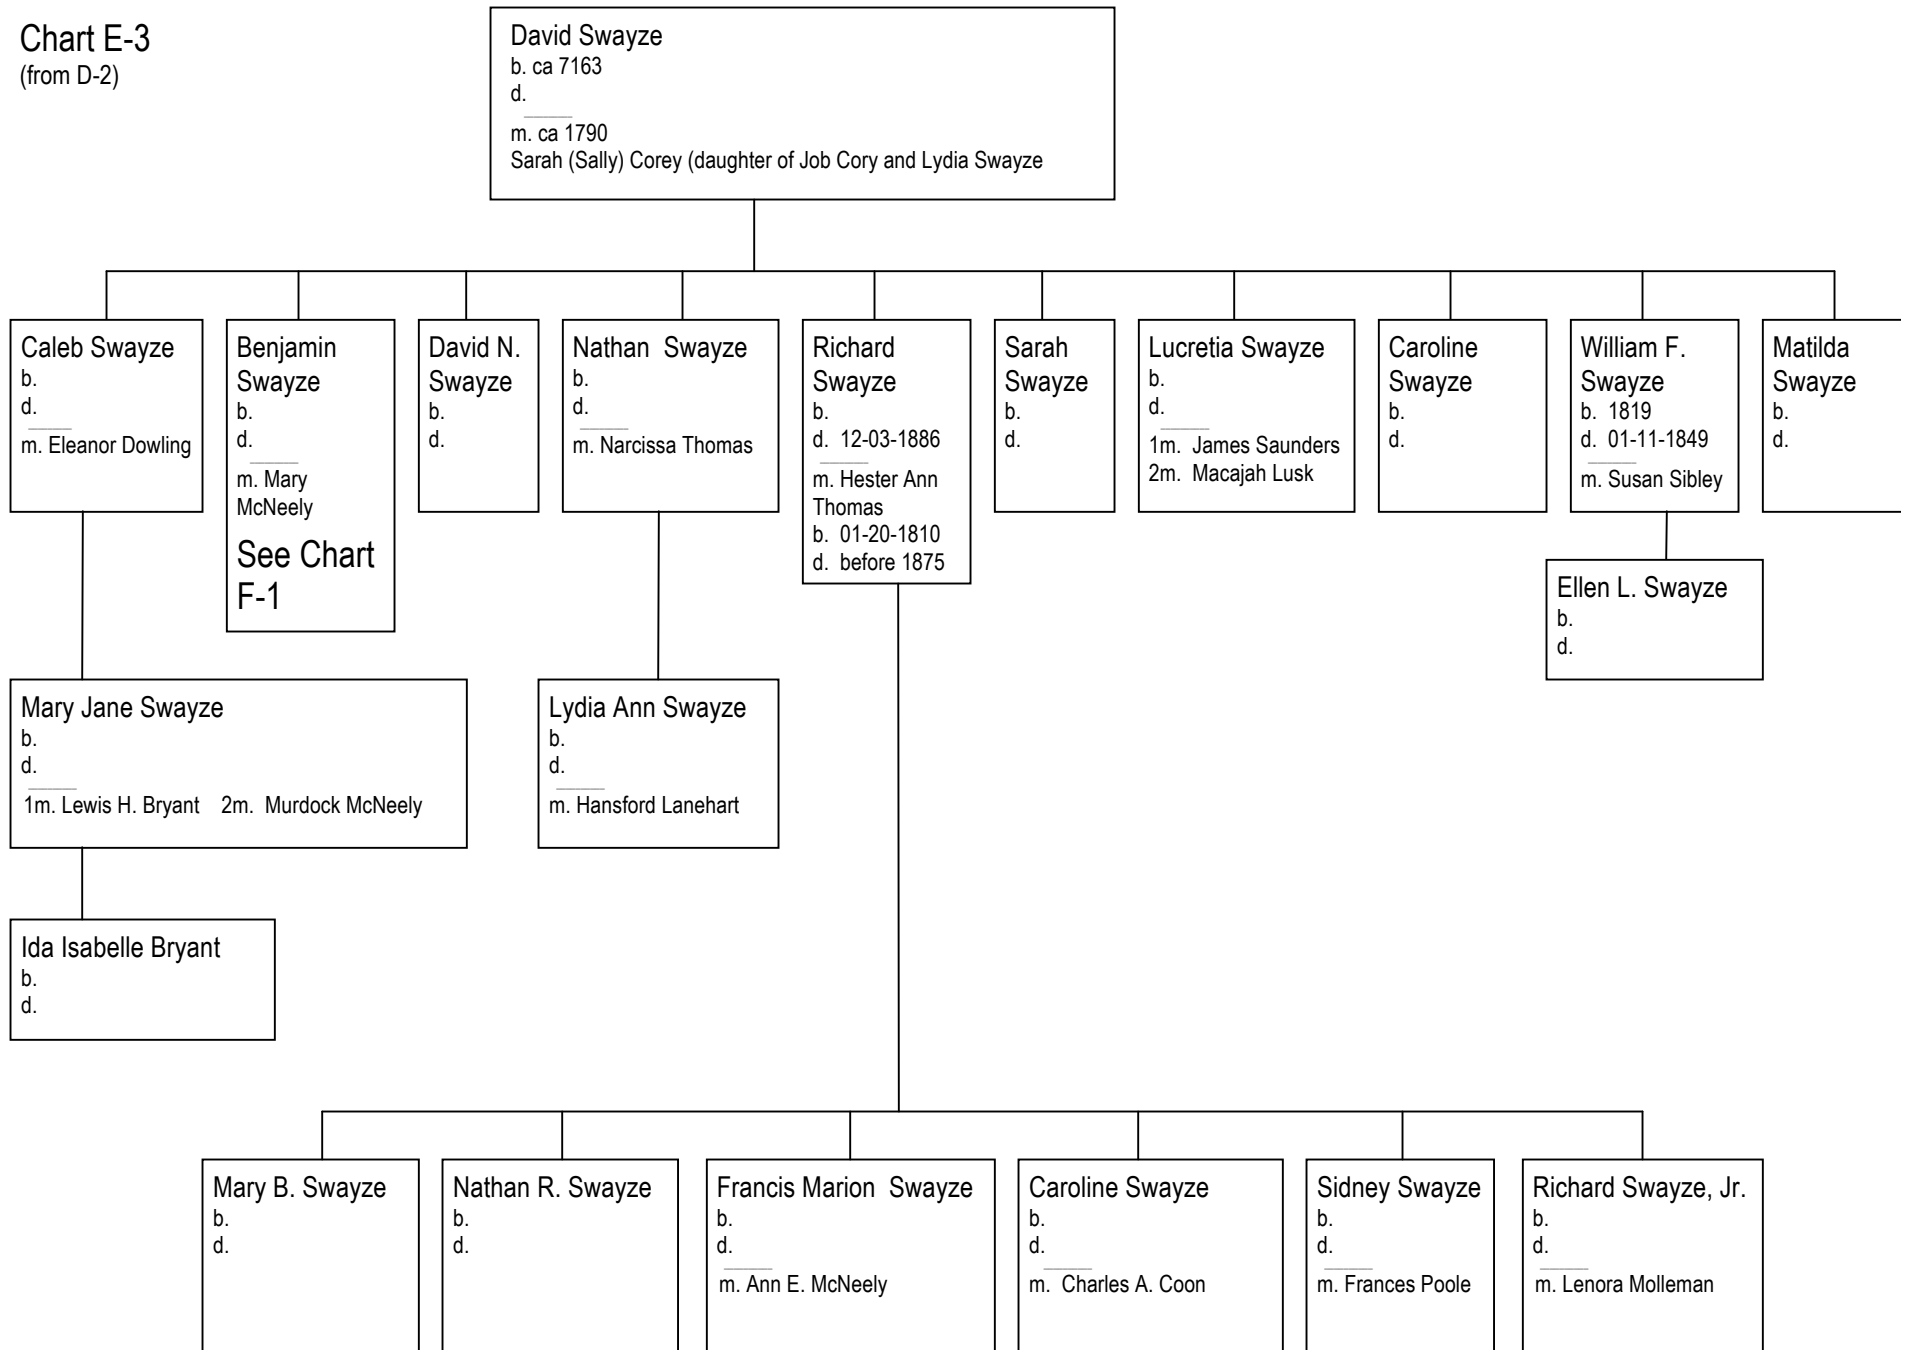 Chart E-3
(from D-2)
David Swayze
b. ca 7163
d.
m. ca 1790
Sarah (Sally) Corey (daughter of Job Cory and Lydia Swayze
Caleb Swayze
b.
d.
m. Eleanor Dowling
Benjamin
Swayze
b.
d.
m. Mary
McNeely
See Chart
F-1
David N.
Swayze
b.
d.
Nathan Swayze
b.
d.
m. Narcissa Thomas
Richard
Swayze
b.
d. 12-03-1886
m. Hester Ann
Thomas
b. 01-20-1810
d. before 1875
Sarah
Swayze
b.
d.
Lucretia Swayze
b.
d.
1m. James Saunders
2m. Macajah Lusk
Caroline
Swayze
b.
d.
William F.
Swayze
b. 1819
d. 01-11-1849
m. Susan Sibley
Matilda
Swayze
b.
d.
Ellen L. Swayze
b.
d.
Mary Jane Swayze
b.
d.
1m. Lewis H. Bryant 2m. Murdock McNeely
Lydia Ann Swayze
b.
d.
m. Hansford Lanehart
Ida Isabelle Bryant
b.
d.
Mary B. Swayze
b.
d.
Nathan R. Swayze
b.
d.
Francis Marion Swayze
b.
d.
m. Ann E. McNeely
Caroline Swayze
b.
d.
m. Charles A. Coon
Sidney Swayze
b.
d.
m. Frances Poole
Richard Swayze, Jr.
b.
d.
m. Lenora Molleman